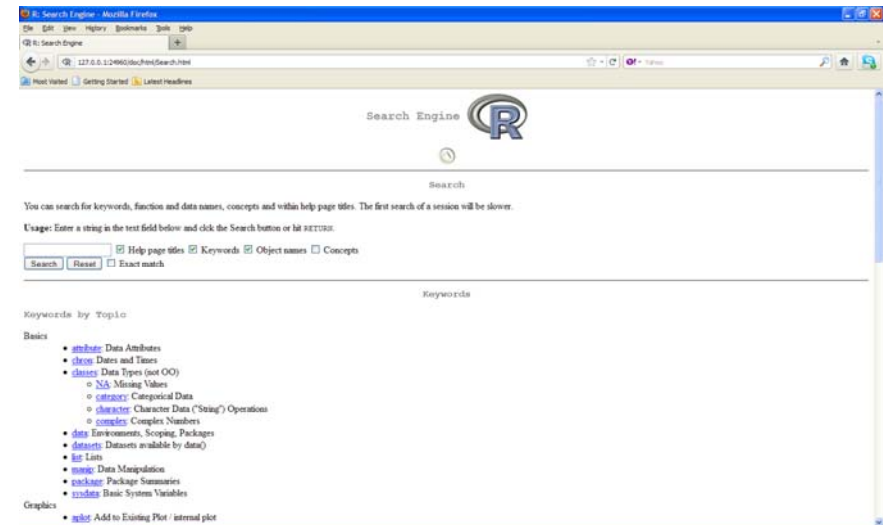 R: Search Engine - Mozilla Firefox
File Edit View History Bookmarks Tools Help
R: Search Engine +
127.0.0.1:24960/doc/html/Search.html
Yahoo
Most Visited Getting Started Latest Headlines
Search Engine R
Search
You can search for keywords, function and data names, concepts and within help page titles. The first search of a session will be slower.
Usage: Enter a string in the text field below and click the Search button or hit RETURN.
Help page titles Keywords Object names Concepts
Search Reset Exact match
Keywords
Keywords by Topic
Basics
• attribute: Data Attributes
• chron: Dates and Times
• classes: Data Types (not OO)
○ NA: Missing Values
○ category: Categorical Data
○ character: Character Data ("String") Operations
○ complex: Complex Numbers
• data: Environments, Scoping, Packages
• datasets: Datasets available by data()
• list: Lists
• manip: Data Manipulation
• package: Package Summaries
• sysdata: Basic System Variables
Graphics
• aplot: Add to Existing Plot / internal plot